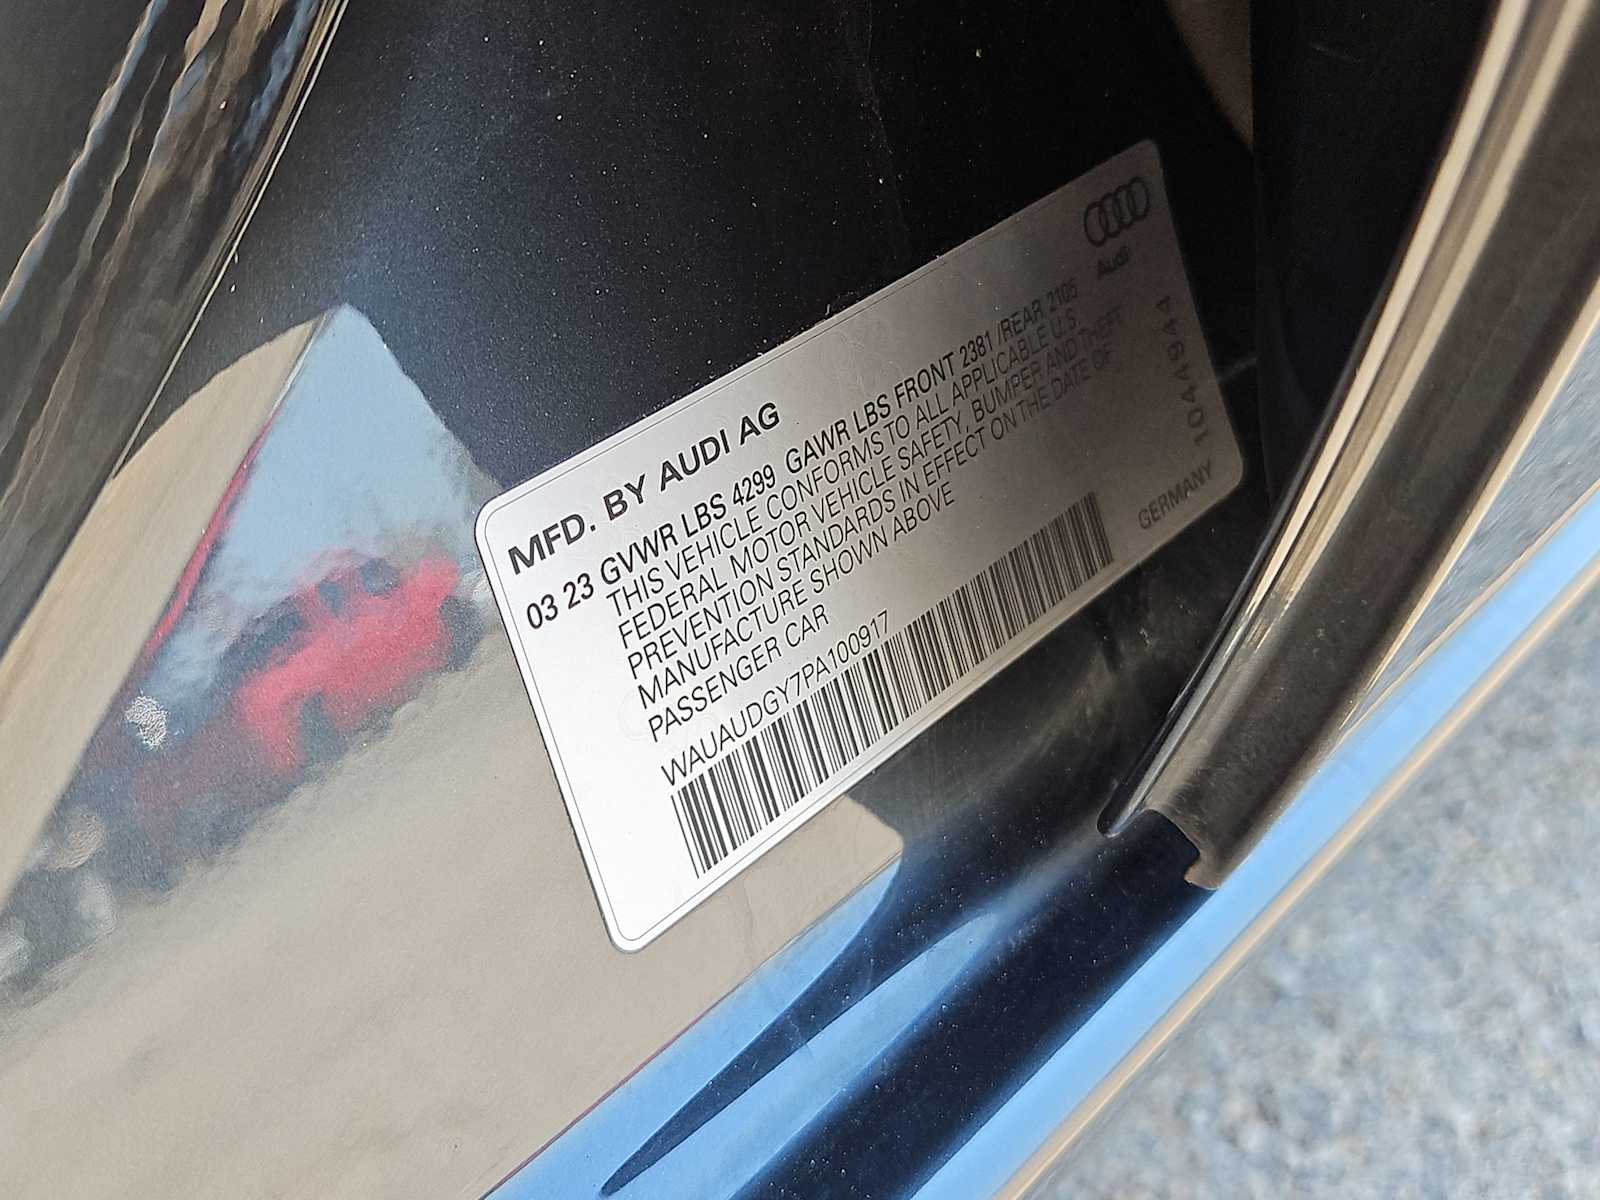 Audi
MFD. BY AUDI AG
03 23 GVWR LBS 4299 GAWR LBS FRONT 2381 /REAR 2105
THIS VEHICLE CONFORMS TO ALL APPLICABLE U.S.
FEDERAL MOTOR VEHICLE SAFETY, BUMPER AND THEFT
PREVENTION STANDARDS IN EFFECT ON THE DATE OF
MANUFACTURE SHOWN ABOVE
PASSENGER CAR
WAUAUDGY7PA100917
GERMANY
10449944